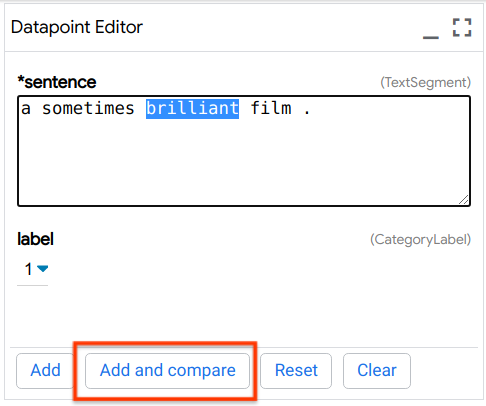 Datapoint Editor
*sentence (TextSegment)
a sometimes brilliant film .
label (CategoryLabel)
1
Add Add and compare Reset Clear